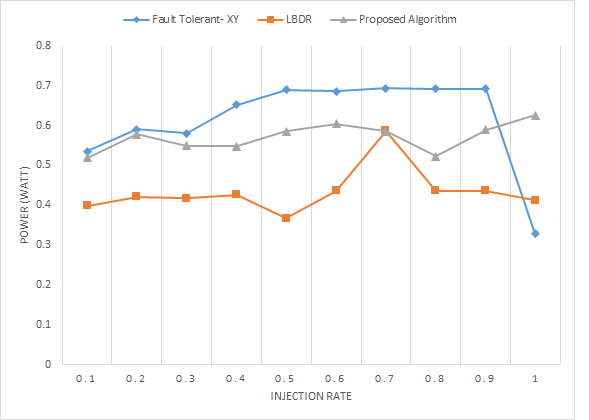 Fault Tolerant- XY LBDR Proposed Algorithm
0.8
0.7
0.6
0.5
0.4
0.3
0.2
0.1
0
POWER (WATT)
0.1 0.2 0.3 0.4 0.5 0.6 0.7 0.8 0.9 1
INJECTION RATE